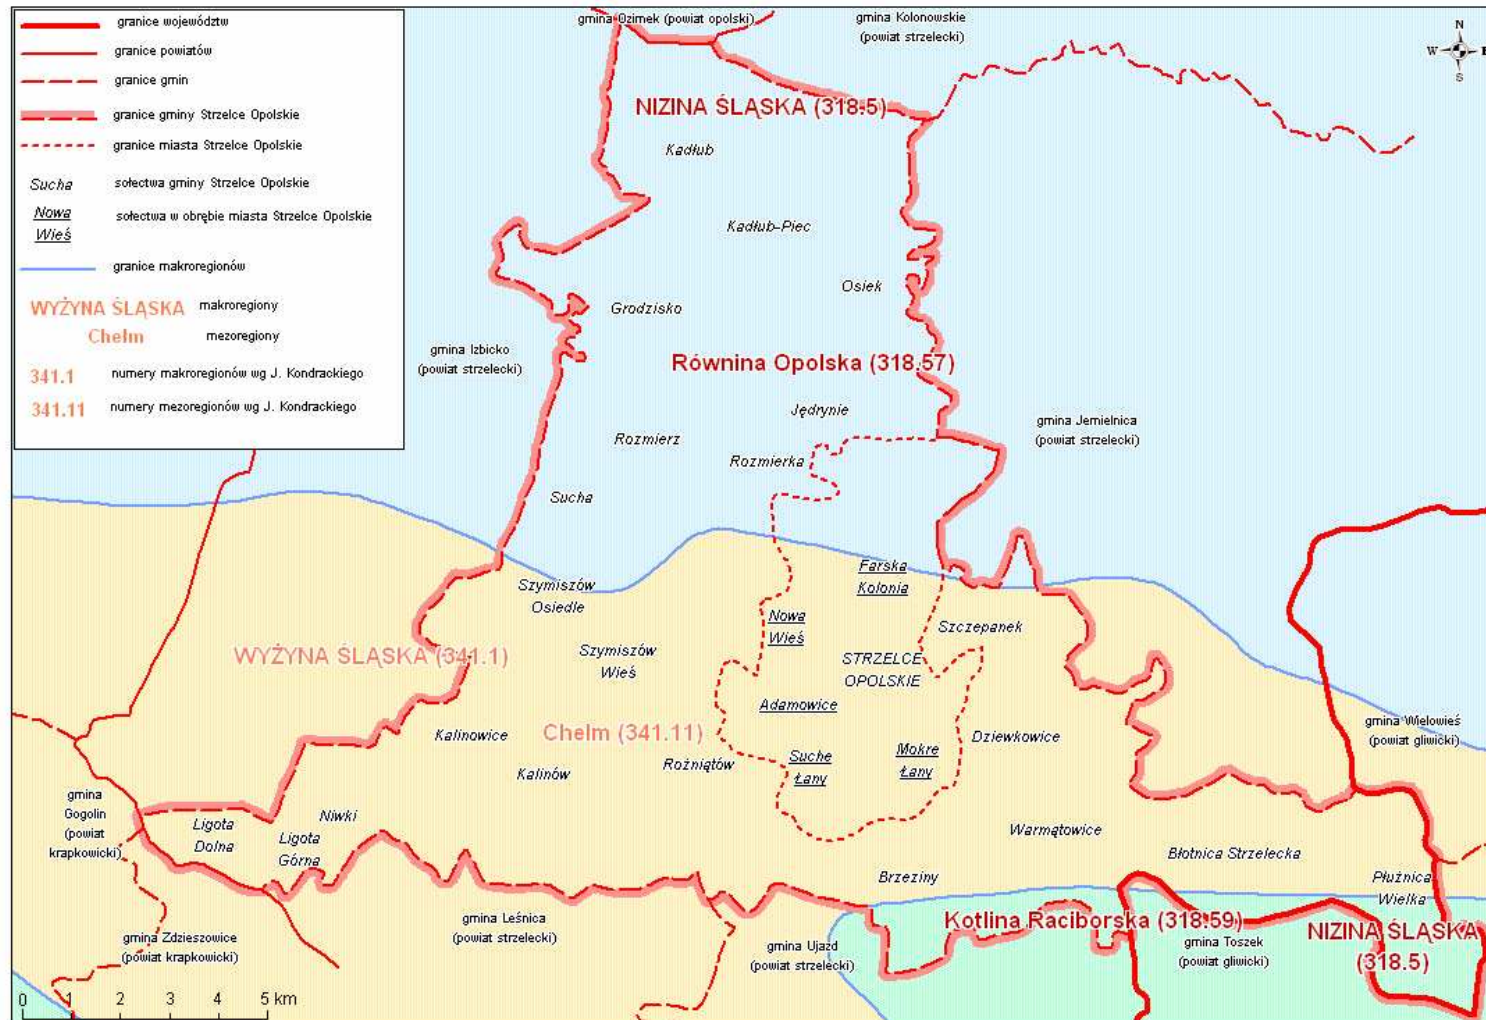 granice województw
granice powiatów
granice gmin
granice gminy Strzelce Opolskie
granice miasta Strzelce Opolskie
Sucha sołectwa gminy Strzelce Opolskie
Nowa
Wieś
sołectwa w obrębie miasta Strzelce Opolskie
granice makroregionów
WYŻYNA ŚLĄSKA makroregiony
Chełm mezoregiony
341.1 numery makroregionów wg J. Kondrackiego
341.11 numery mezoregionów wg J. Kondrackiego
gmina Ozimek (powiat opolski)
gmina Kolonowskie
(powiat strzelecki)
N
W E
S
NIZINA ŚLĄSKA (318.5)
Kadłub
Kadłub-Piec
Osiek
Grodzisko
gmina Izbicko
(powiat strzelecki)
Równina Opolska (318.57)
Jędrynie
gmina Jemielnica
(powiat strzelecki)
Rozmierz
Rozmierka
Sucha
Szymiszów
Osiedle
Farska
Kolonia
Nowa
Wieś
Szczepanek
WYŻYNA ŚLĄSKA (341.1)
Szymiszów
Wieś
STRZELCE
OPOLSKIE
Adamowice
Kalinowice
Chełm (341.11)
Dziewkowice
gmina Wielowieś
(powiat gliwicki)
Kalinów
Rożniątów
Suche
Łany
Mokre
Łany
gmina
Gogolin
(powiat
krapkowicki)
Ligota
Dolna
Niwki
Ligota
Górna
Warmątowice
Błotnica Strzelecka
Brzeziny
Płużnica
Wielka
gmina Leśnica
(powiat strzelecki)
Kotlina Raciborska (318.59)
gmina Zdzieszowice
(powiat krapkowicki)
gmina Ujazd
(powiat strzelecki)
gmina Toszek
(powiat gliwicki)
NIZINA ŚLĄSKA
(318.5)
0 1 2 3 4 5 km